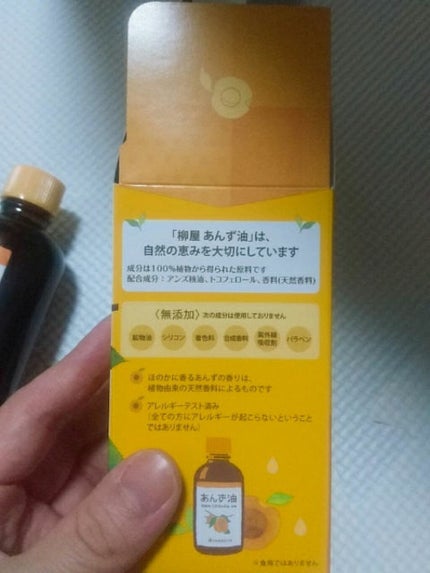 「柳屋 あんず油」は、
自然の恵みを大切にしています
成分は100%植物から得られた原料です
配合成分：アンズ核油、トコフェロール、香料(天然香料)
〈無添加〉次の成分は使用しておりません
鉱物油 シリコン 着色料 合成香料 紫外線吸収剤 パラベン
ほのかに香るあんずの香りは、
植物由来の天然香料によるものです
アレルギーテスト済み
(全ての方にアレルギーが起こらないということ
ではありません)
あんず油
※食用ではありません